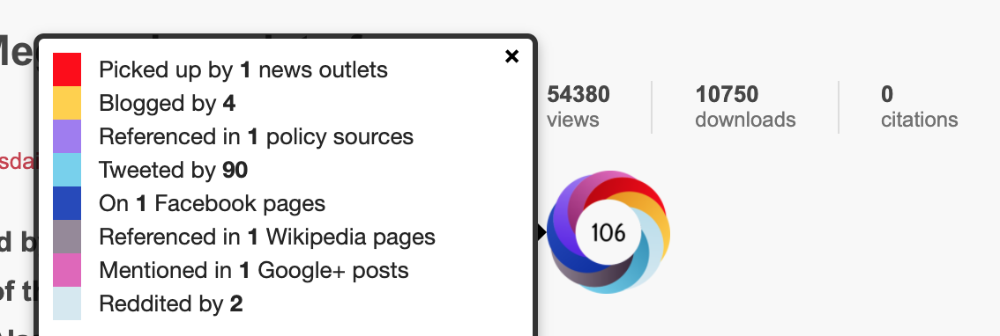 Picked up by 1 news outlets
Blogged by 4
Referenced in 1 policy sources
Tweeted by 90
On 1 Facebook pages
Referenced in 1 Wikipedia pages
Mentioned in 1 Google+ posts
Reddited by 2
×
54380 10750 0
views downloads citations
106